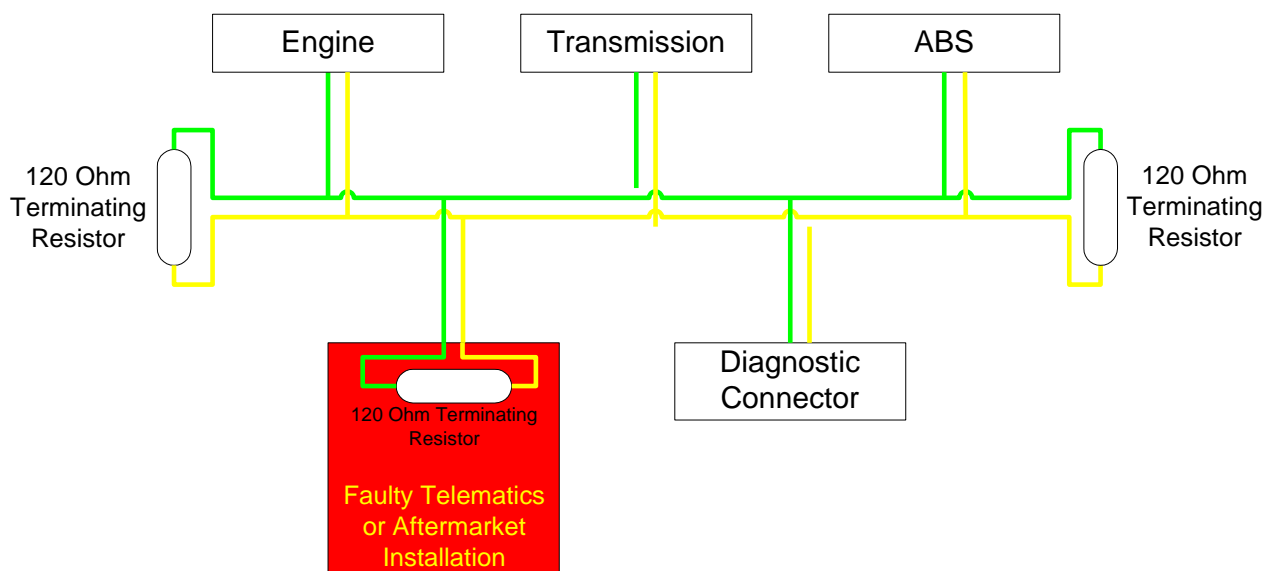 Engine
Transmission
ABS
120 Ohm
Terminating
Resistor
120 Ohm
Terminating
Resistor
120 Ohm Terminating
Resistor
Faulty Telematics
or Aftermarket
Installation
Diagnostic
Connector